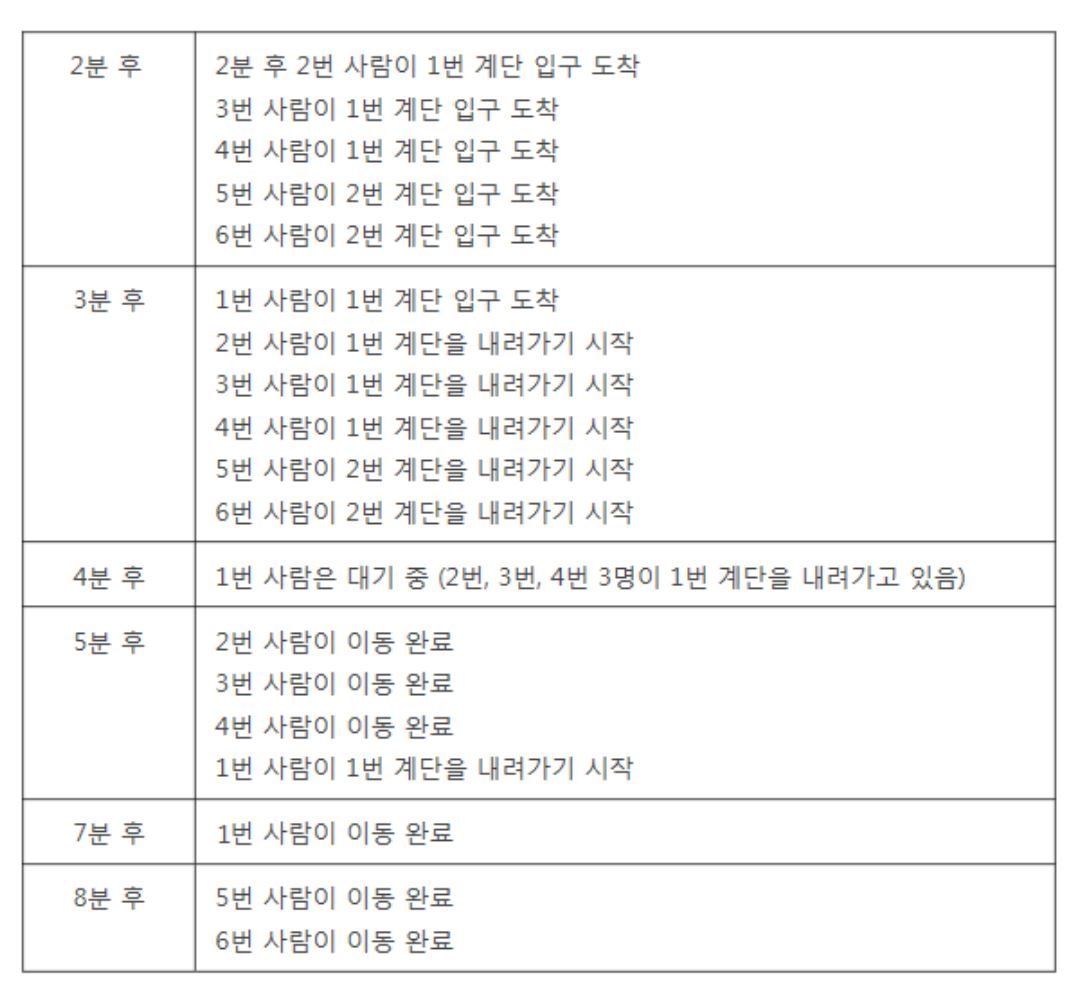 2분 후
2분 후 2번 사람이 1번 계단 입구 도착
3번 사람이 1번 계단 입구 도착
4번 사람이 1번 계단 입구 도착
5번 사람이 2번 계단 입구 도착
6번 사람이 2번 계단 입구 도착
3분 후
1번 사람이 1번 계단 입구 도착
2번 사람이 1번 계단을 내려가기 시작
3번 사람이 1번 계단을 내려가기 시작
4번 사람이 1번 계단을 내려가기 시작
5번 사람이 2번 계단을 내려가기 시작
6번 사람이 2번 계단을 내려가기 시작
4분 후
1번 사람은 대기 중 (2번, 3번, 4번 3명이 1번 계단을 내려가고 있음)
5분 후
2번 사람이 이동 완료
3번 사람이 이동 완료
4번 사람이 이동 완료
1번 사람이 1번 계단을 내려가기 시작
7분 후
1번 사람이 이동 완료
8분 후
5번 사람이 이동 완료
6번 사람이 이동 완료